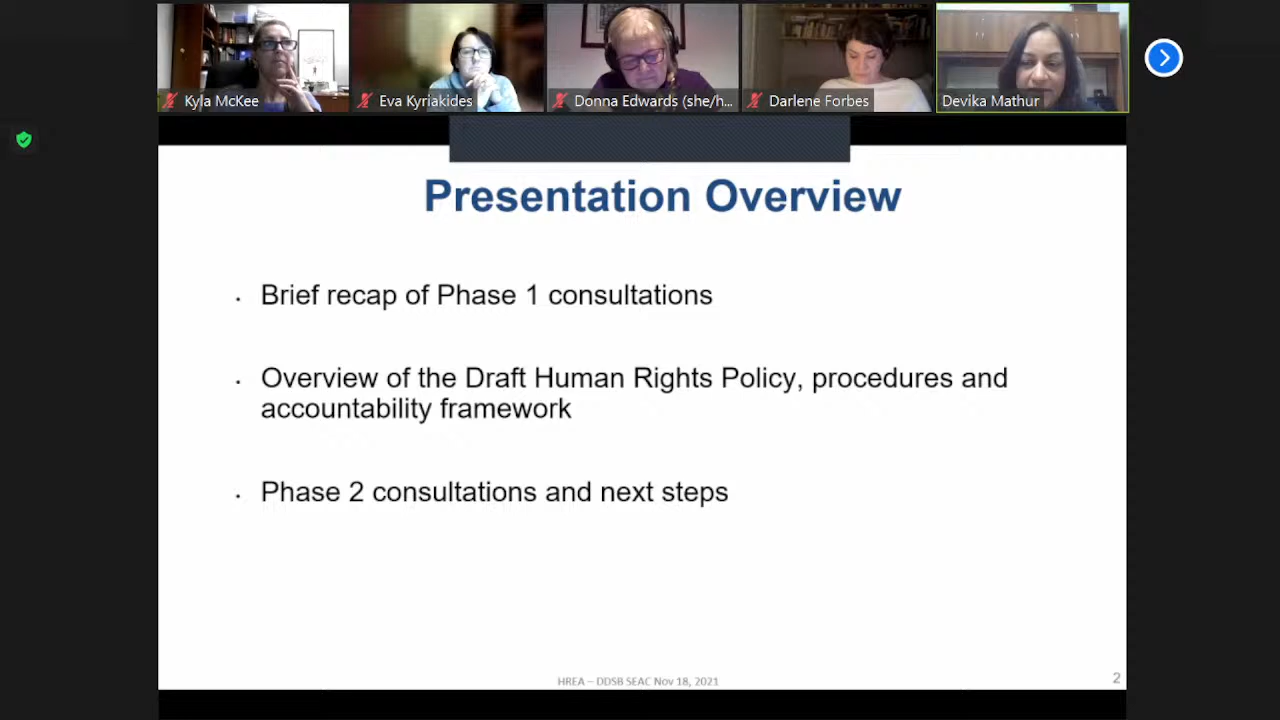 Kyla McKee
Eva Kyriakides
Donna Edwards (she/h...
Darlene Forbes
Devika Mathur
Presentation Overview
• Brief recap of Phase 1 consultations
• Overview of the Draft Human Rights Policy, procedures and
accountability framework
• Phase 2 consultations and next steps
HREA – DDSB SEAC Nov 18, 2021
2